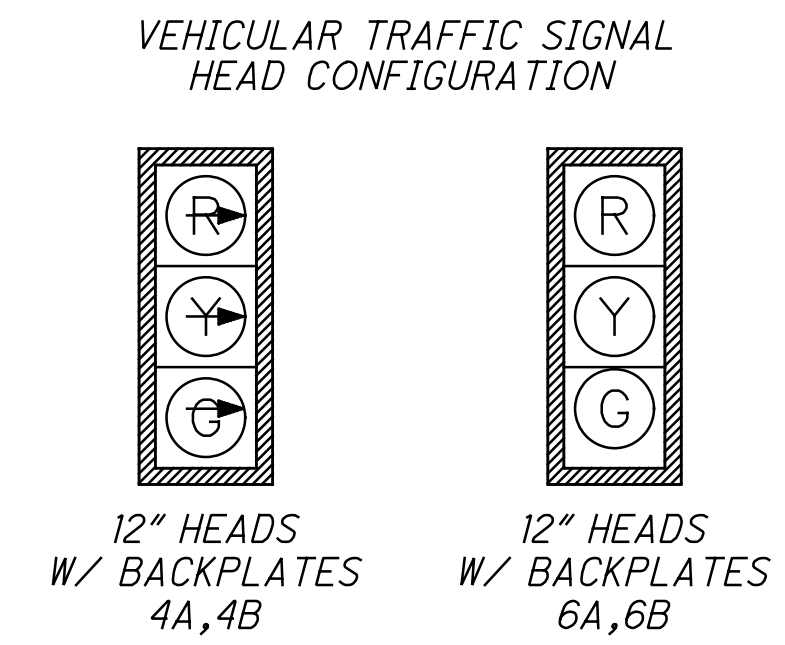 VEHICULAR TRAFFIC SIGNAL
HEAD CONFIGURATION
R
Y
G
12" HEADS
W/ BACKPLATES
4A,4B
R
Y
G
12" HEADS
W/ BACKPLATES
6A,6B